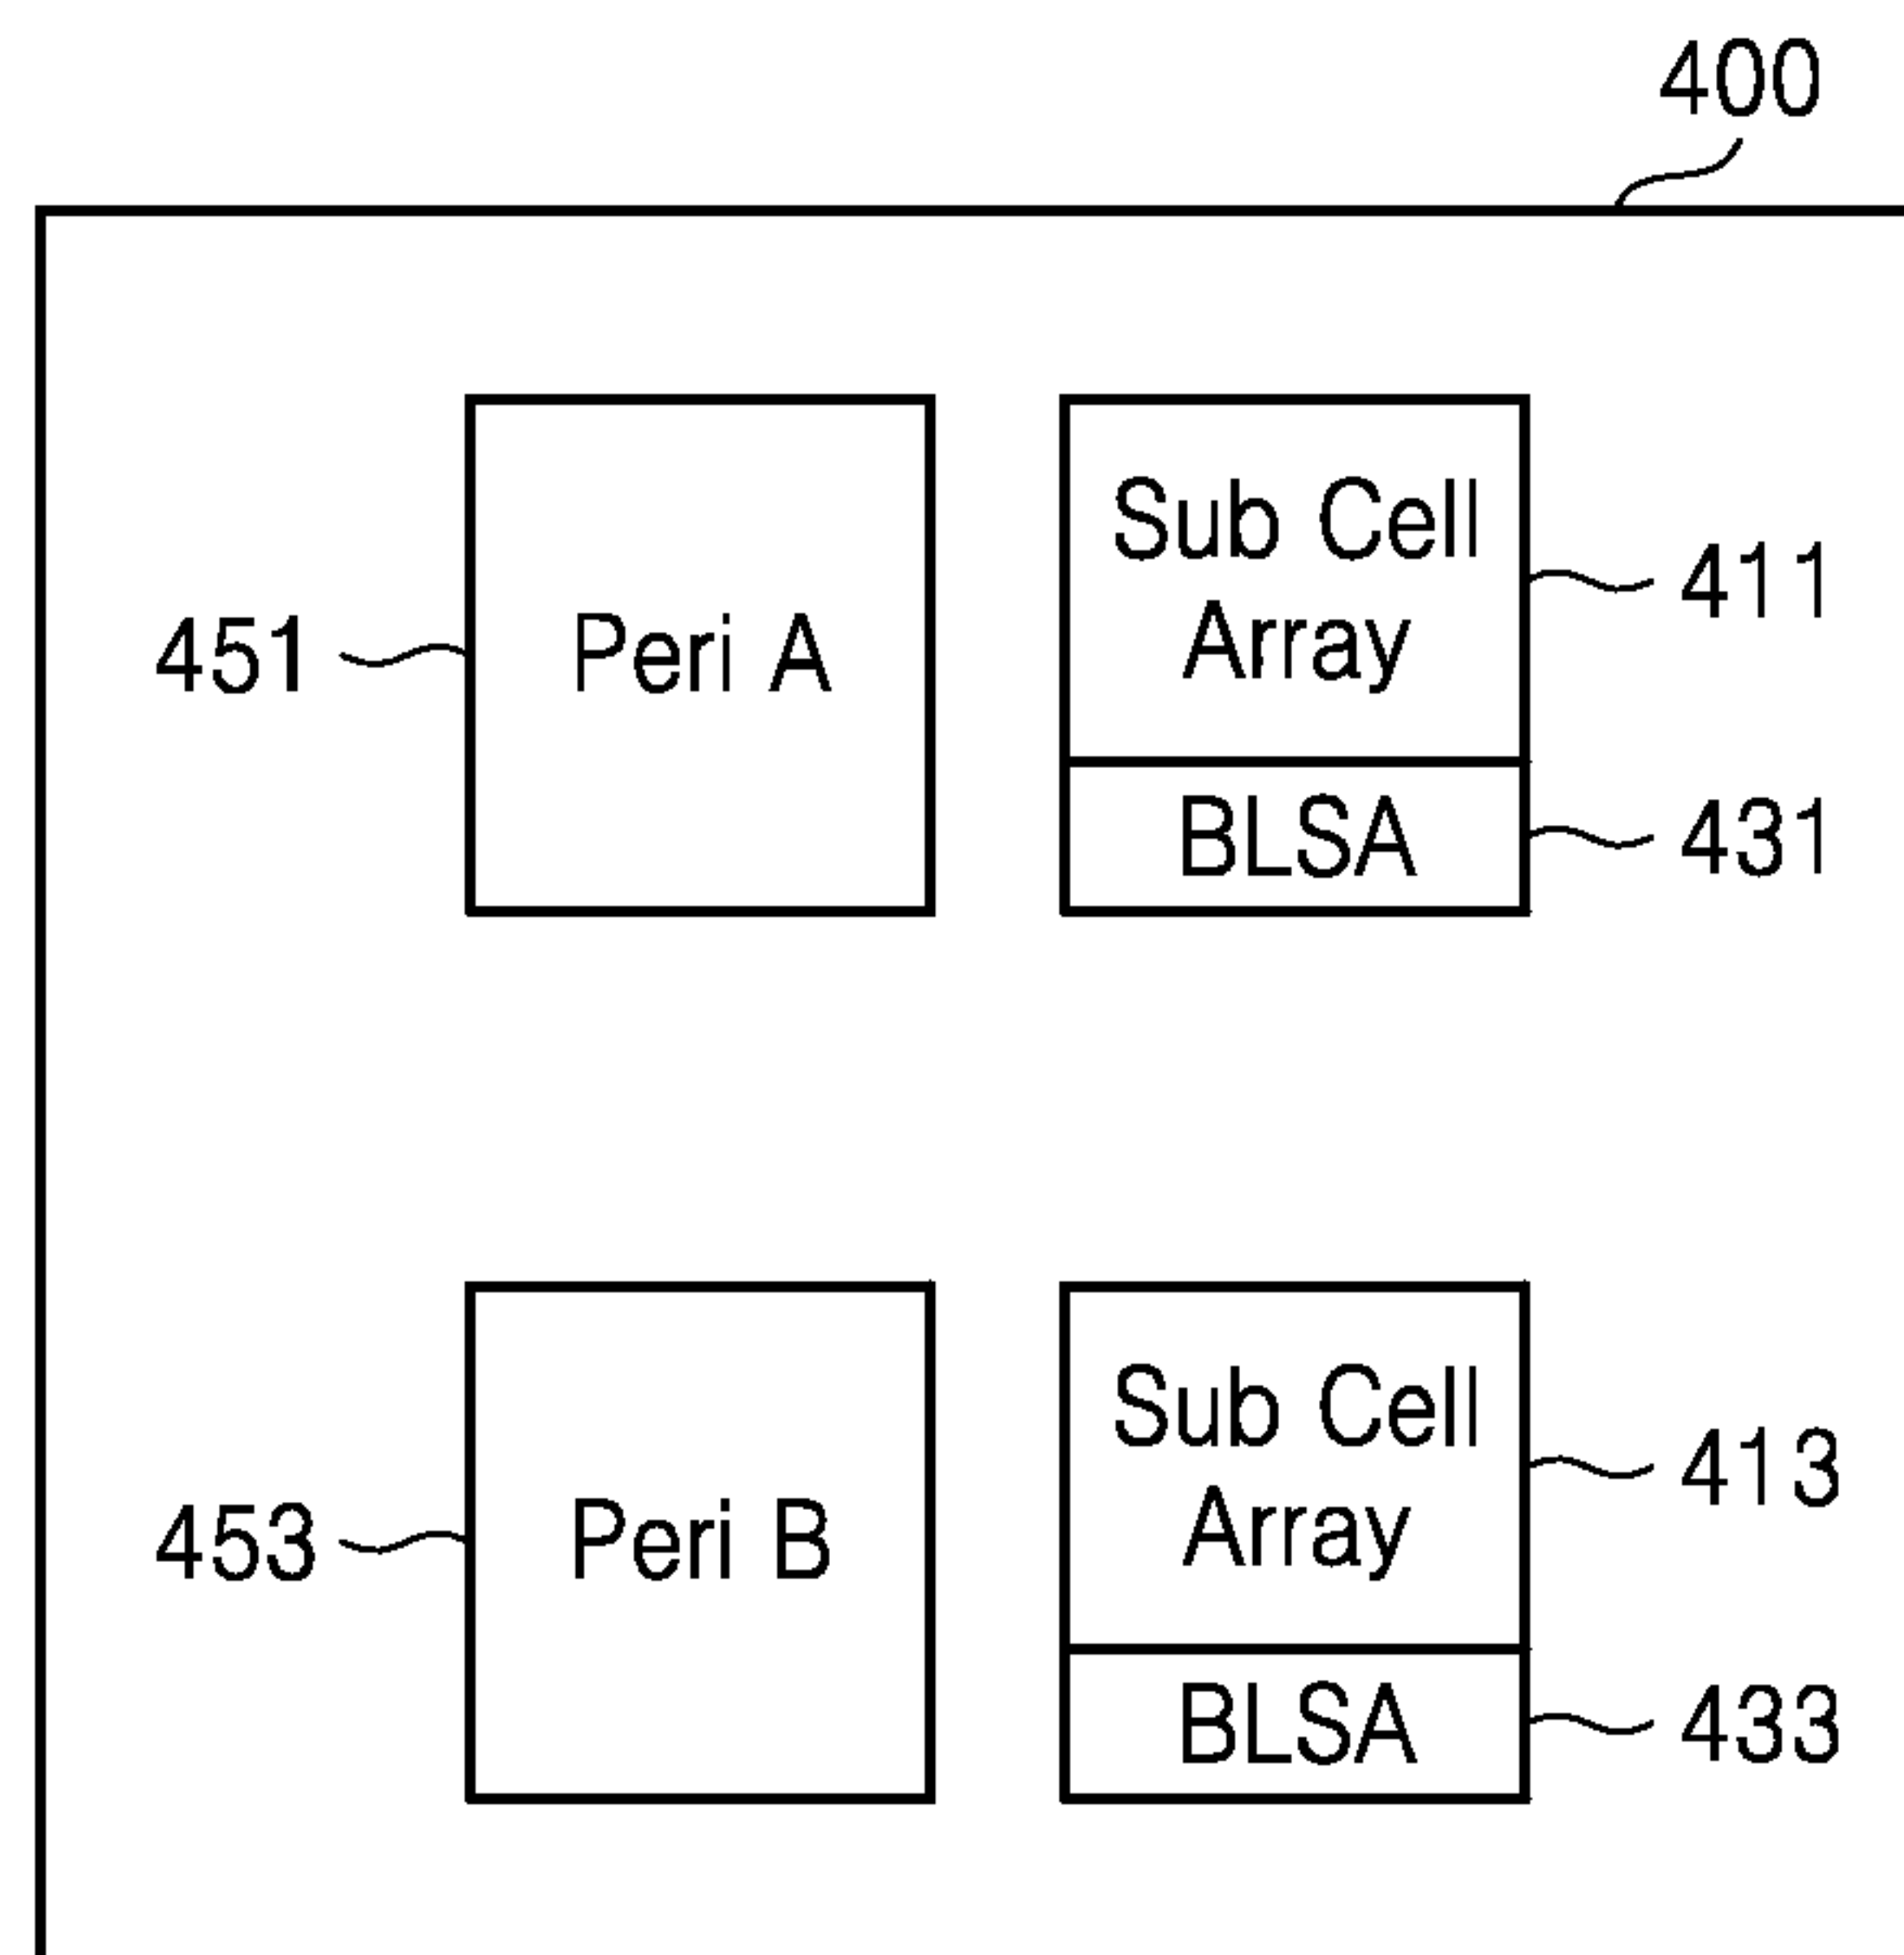 400
451
Peri A
Sub Cell
Array
411
BLSA
431
453
Peri B
Sub Cell
Array
413
BLSA
433